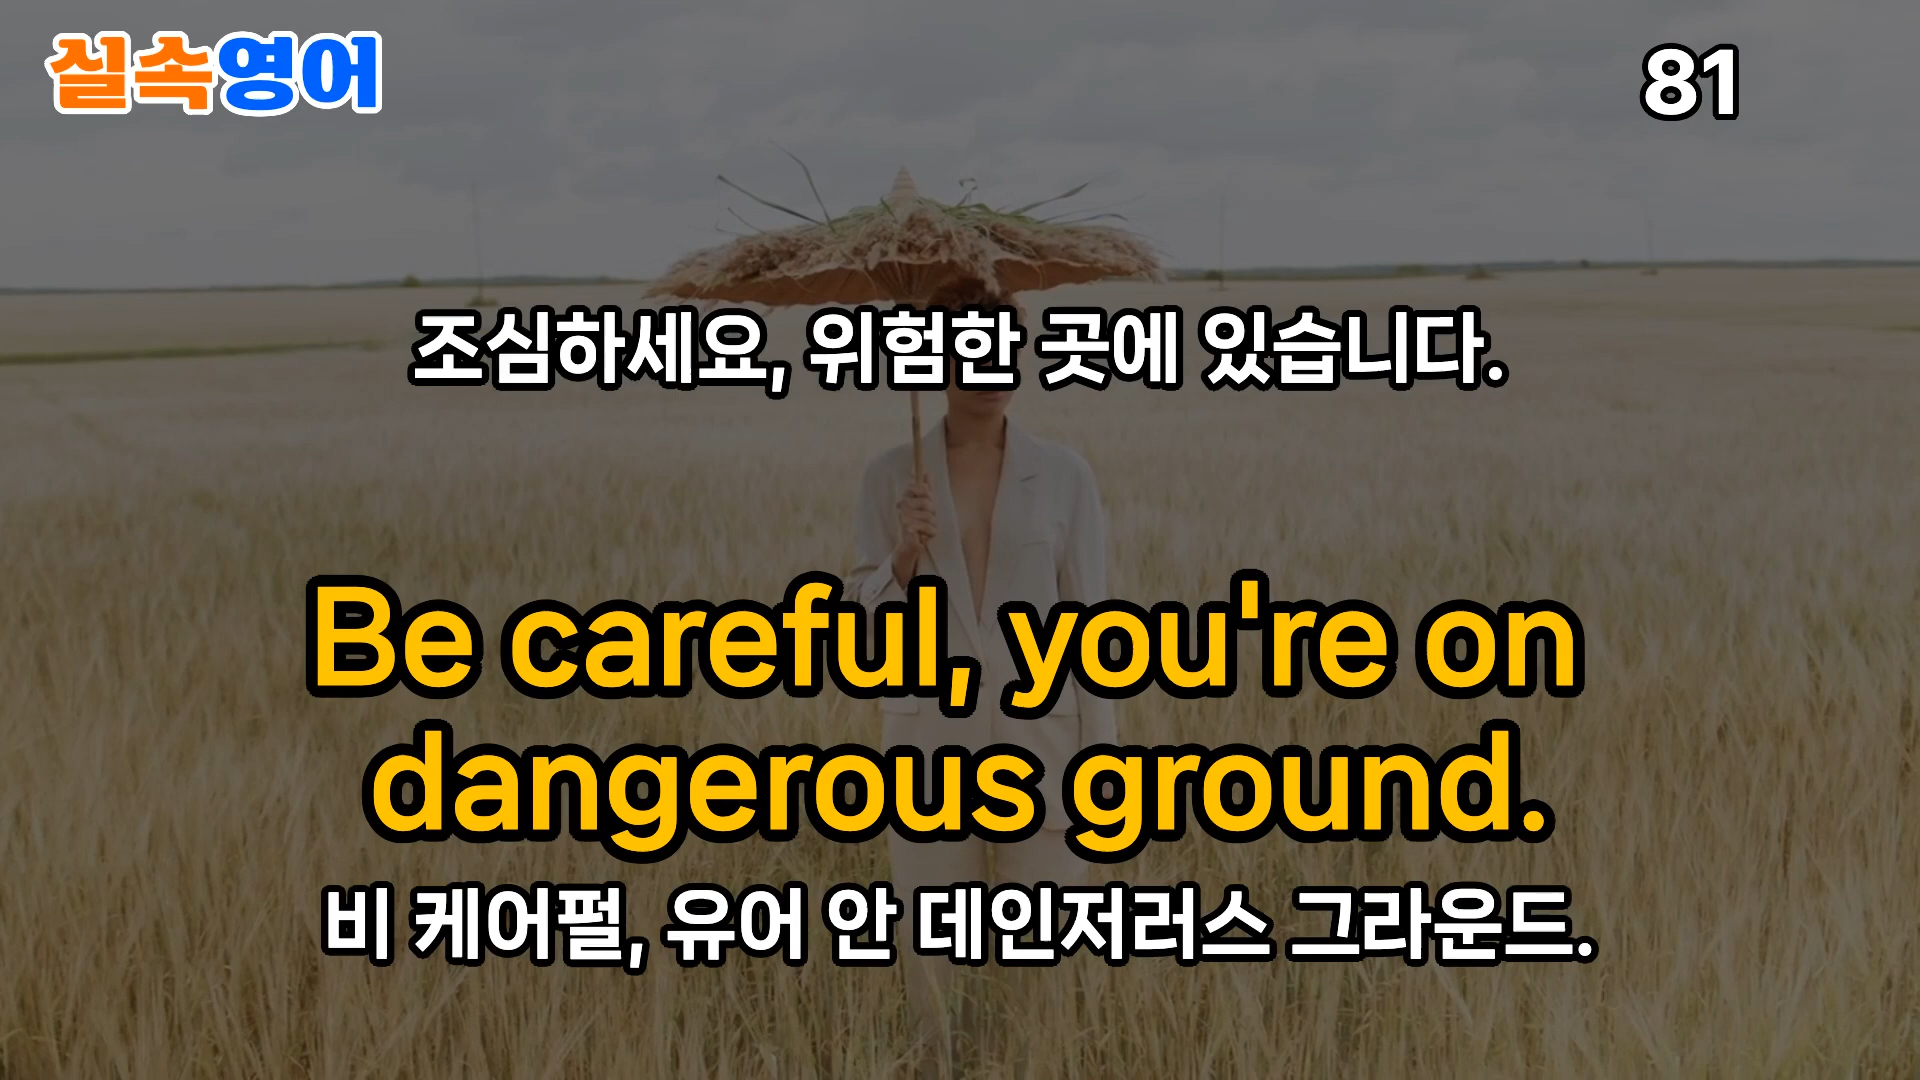 실속영어
81
조심하세요, 위험한 곳에 있습니다.
Be careful, you're on
dangerous ground.
비 케어펄, 유어 안 데인저러스 그라운드.